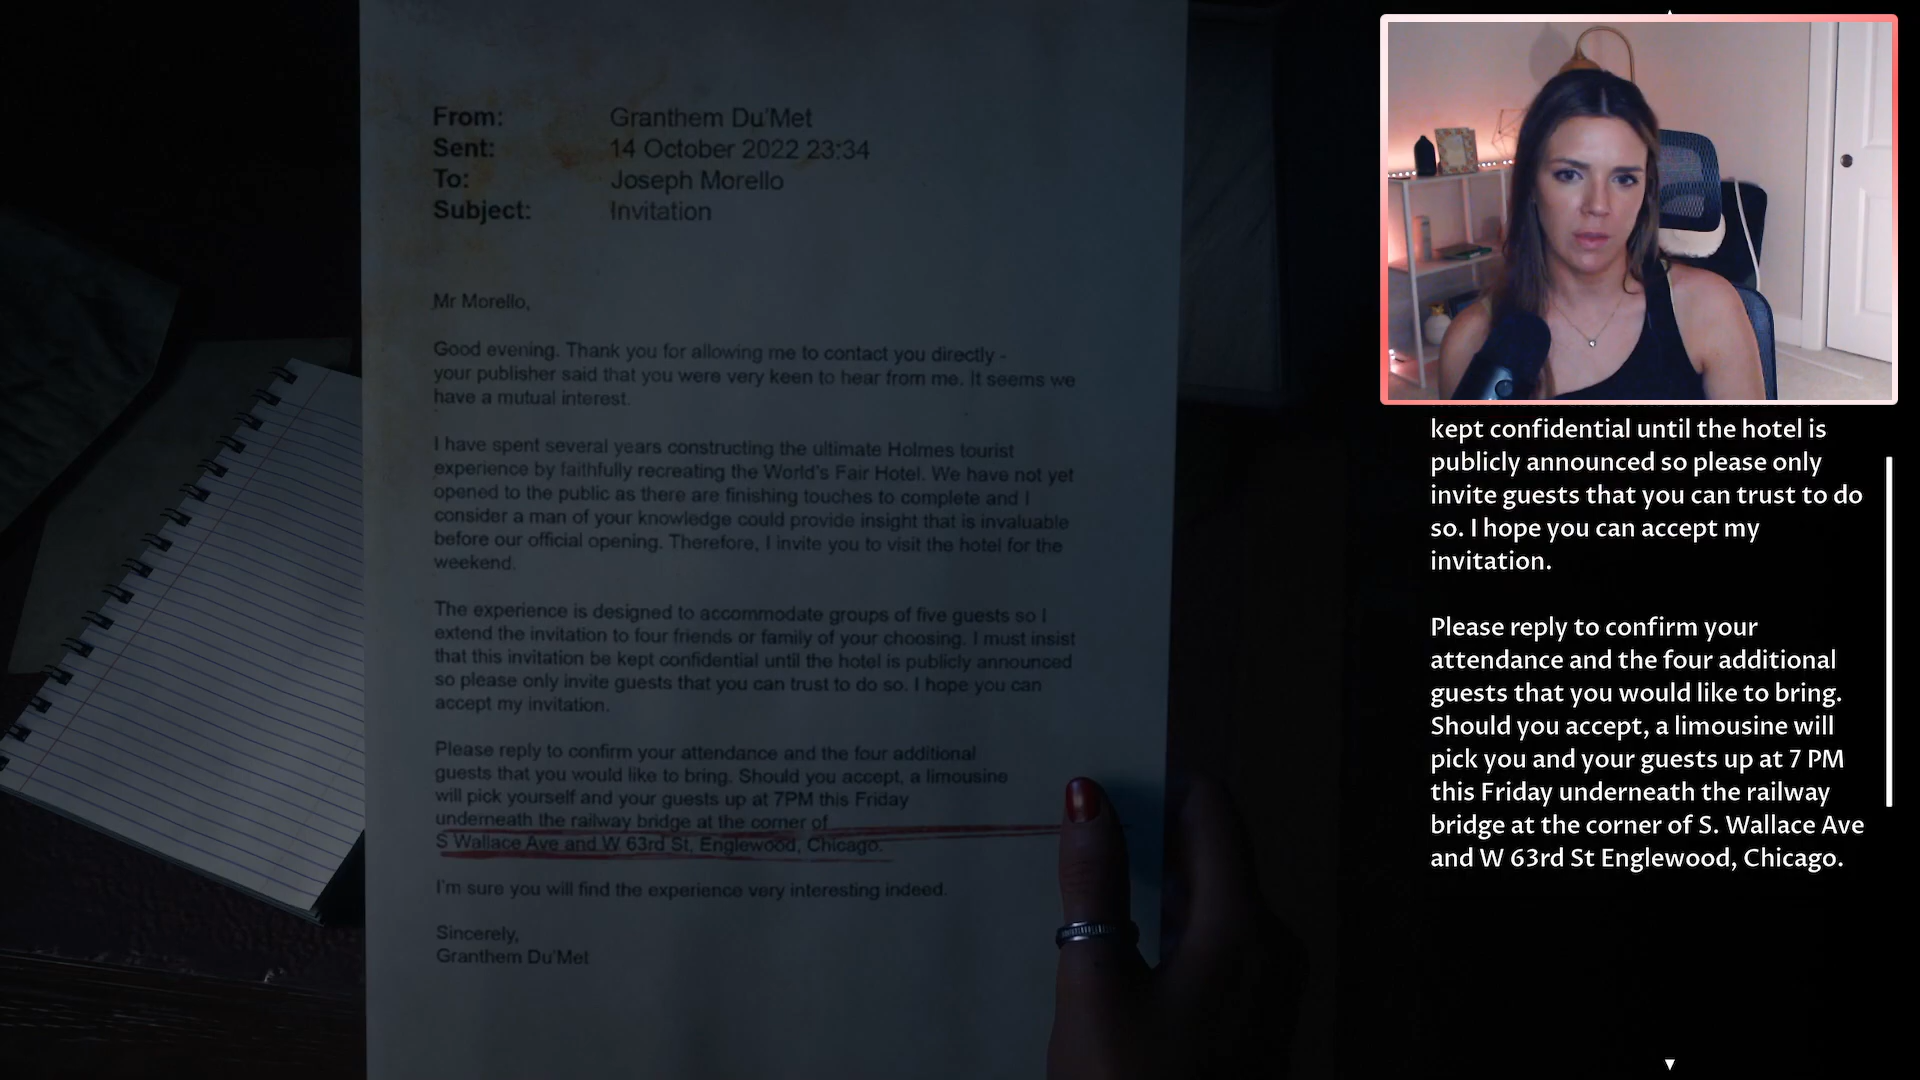 From: Granthem Du'Met
Sent: 14 October 2022 23:34
To: Joseph Morello
Subject: Invitation
Mr Morello,
Good evening. Thank you for allowing me to contact you directly -
your publisher said that you were very keen to hear from me. It seems we
have a mutual interest.
I have spent several years constructing the ultimate Holmes tourist
experience by faithfully recreating the World's Fair Hotel. We have not yet
opened to the public as there are finishing touches to complete and I
consider a man of your knowledge could provide insight that is invaluable
before our official opening. Therefore, I invite you to visit the hotel for the
weekend.
The experience is designed to accommodate groups of five guests so I
extend the invitation to four friends or family of your choosing. I must insist
that this invitation be kept confidential until the hotel is publicly announced
so please only invite guests that you can trust to do so. I hope you can
accept my invitation.
Please reply to confirm your attendance and the four additional
guests that you would like to bring. Should you accept, a limousine
will pick yourself and your guests up at 7PM this Friday
underneath the railway bridge at the corner of
S Wallace Ave and W 63rd St, Englewood, Chicago.
I'm sure you will find the experience very interesting indeed.
Sincerely,
Granthem Du'Met
kept confidential until the hotel is
publicly announced so please only
invite guests that you can trust to do
so. I hope you can accept my
invitation.
Please reply to confirm your
attendance and the four additional
guests that you would like to bring.
Should you accept, a limousine will
pick you and your guests up at 7 PM
this Friday underneath the railway
bridge at the corner of S. Wallace Ave
and W 63rd St Englewood, Chicago.